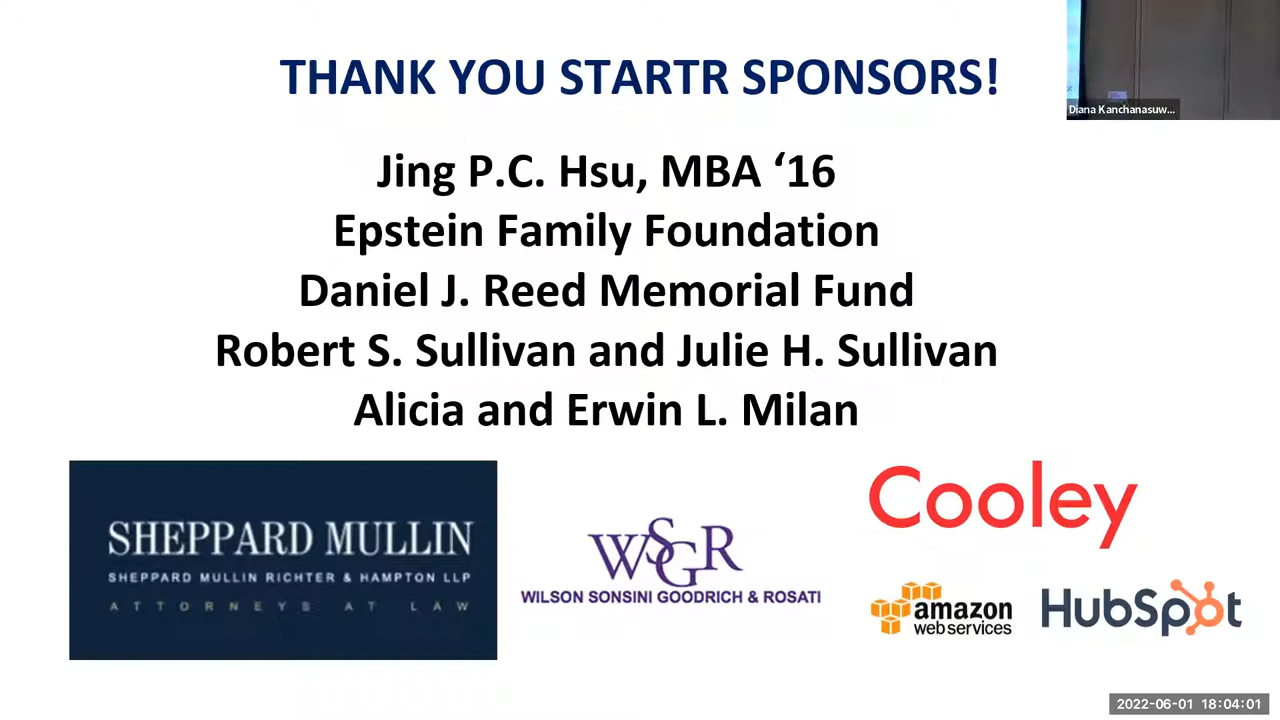 THANK YOU STARTR SPONSORS!
Diana Kanchanasuw...
Jing P.C. Hsu, MBA ‘16
Epstein Family Foundation
Daniel J. Reed Memorial Fund
Robert S. Sullivan and Julie H. Sullivan
Alicia and Erwin L. Milan
SHEPPARD MULLIN
SHEPPARD MULLIN RICHTER & HAMPTON LLP
ATTORNEYS AT LAW
WSGR
WILSON SONSINI GOODRICH & ROSATI
Cooley
amazon
webservices
HubSpot
2022-06-01 18:04:01